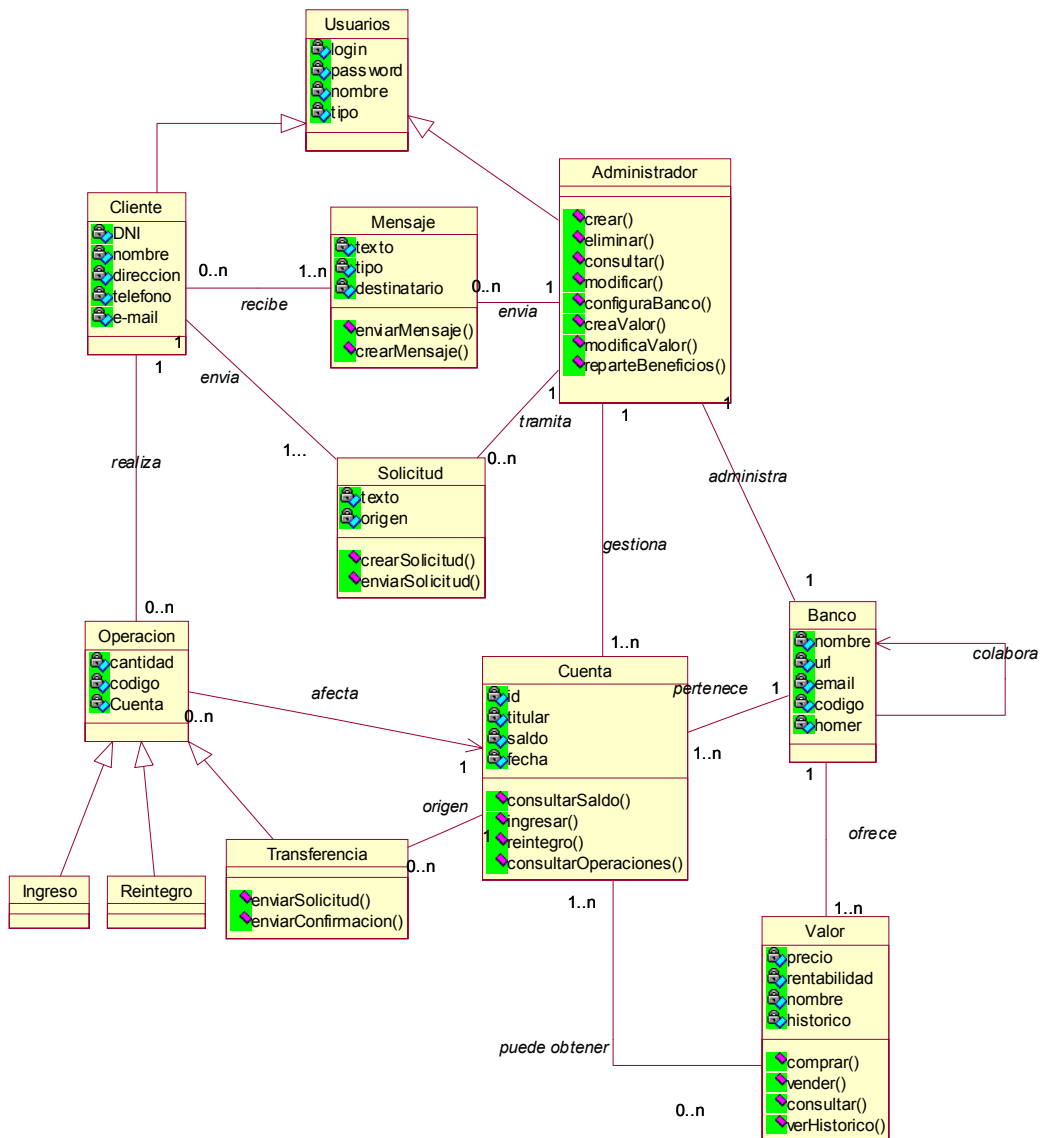 Usuarios
login
password
nombre
tipo
Administrador
crear()
eliminar()
consultar()
modificar()
configuraBanco()
creaValor()
modificaValor()
reparteBeneficios()
Cliente
DNI
nombre
direccion
telefono
e-mail
Mensaje
texto
tipo
destinatario
enviarMensaje()
crearMensaje()
0..n
1..n
recibe
0..n
1
envia
1
1
envia
1...
1
tramita
0..n
1
1
realiza
administra
Solicitud
texto
origen
crearSolicitud()
enviarSolicitud()
gestiona
1
0..n
1..n
Operacion
cantidad
codigo
Cuenta
0..n
afecta
1
Cuenta
id
titular
saldo
fecha
consultarSaldo()
ingresar()
reintegro()
consultarOperaciones()
pertenece
1
1..n
Banco
nombre
url
email
codigo
homer
colabora
1
ofrece
1..n
origen
1
0..n
Ingreso
Reintegro
Transferencia
enviarSolicitud()
enviarConfirmacion()
1..n
puede obtener
0..n
Valor
precio
rentabilidad
nombre
historico
comprar()
vender()
consultar()
verHistorico()